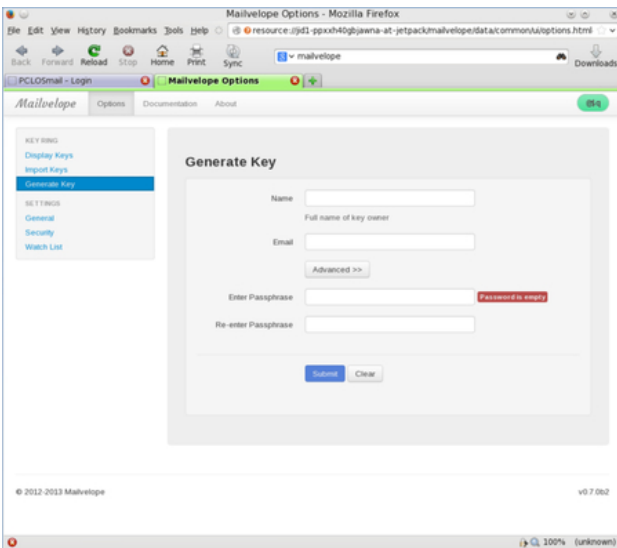 Mailvelope Options - Mozilla Firefox
File Edit View History Bookmarks Tools Help
resource://jid1-ppxxh40gbjawna-at-jetpack/mailvelope/data/common/ui/options.html
Back Forward Reload Stop Home Print Sync
mailvelope
Downloads
PCLOSmail - Login
Mailvelope Options
Mailvelope Options Documentation About
KEY RING
Display Keys
Import Keys
Generate Key
SETTINGS
General
Security
Watch List
Generate Key
Name
Full name of key owner
Email
Advanced >>
Enter Passphrase
Password is empty
Re-enter Passphrase
Submit Clear
© 2012-2013 Mailvelope
v0.7.0b2
100% (unknown)